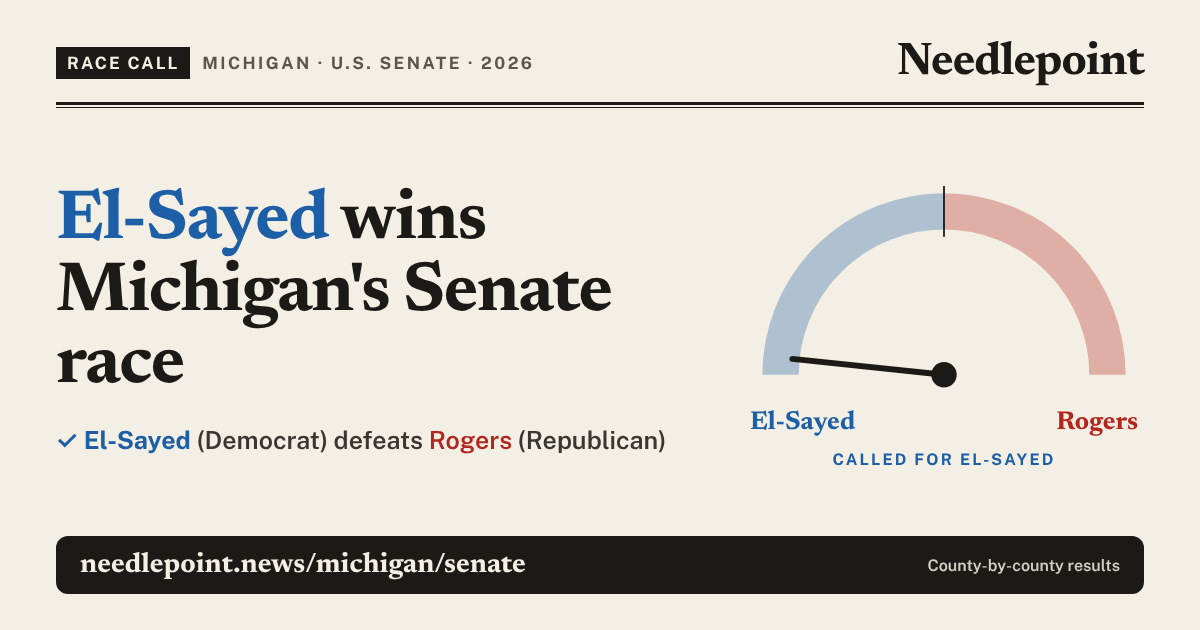 RACE CALL MICHIGAN · U.S. SENATE · 2026
Needlepoint
El-Sayed wins
Michigan's Senate
race
✓ El-Sayed (Democrat) defeats Rogers (Republican)
El-Sayed
Rogers
CALLED FOR EL-SAYED
needlepoint.news/michigan/senate
County-by-county results